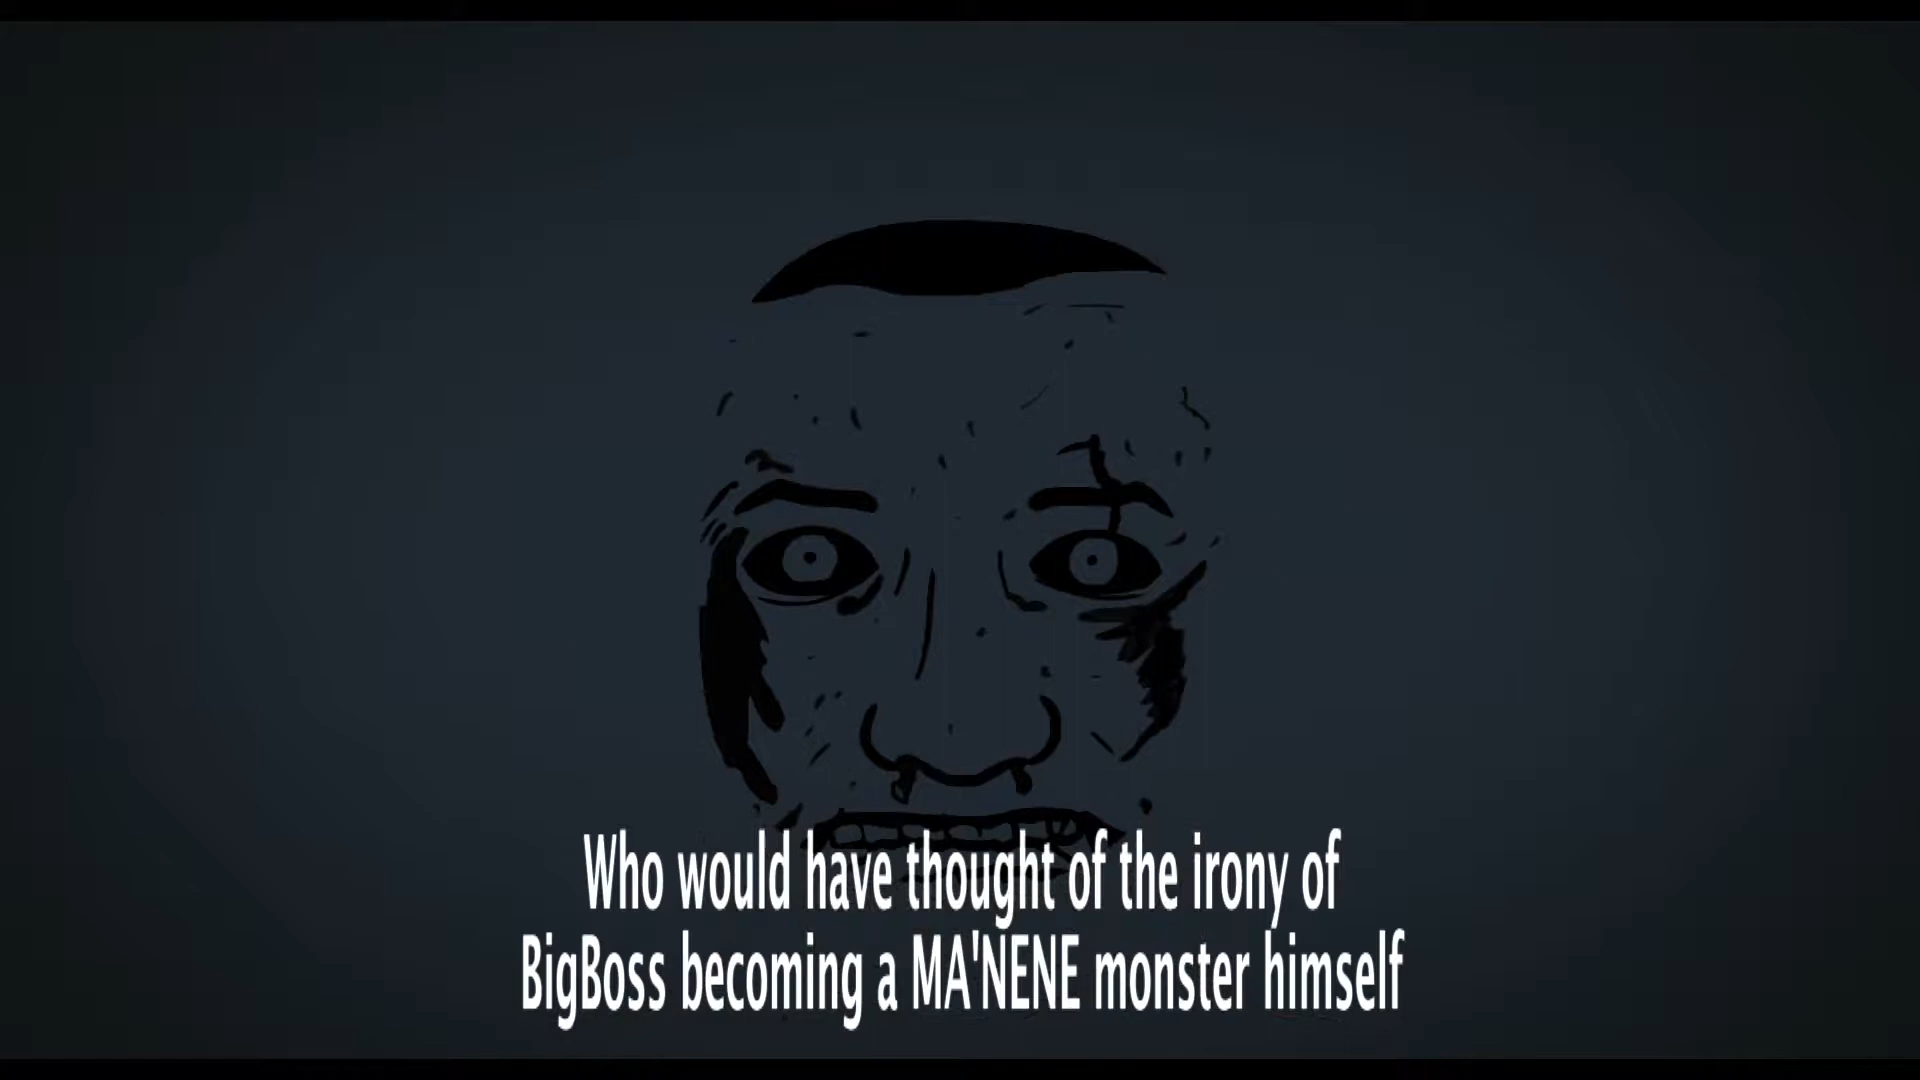 Who would have thought of the irony of
BigBoss becoming a MA'NENE monster himself